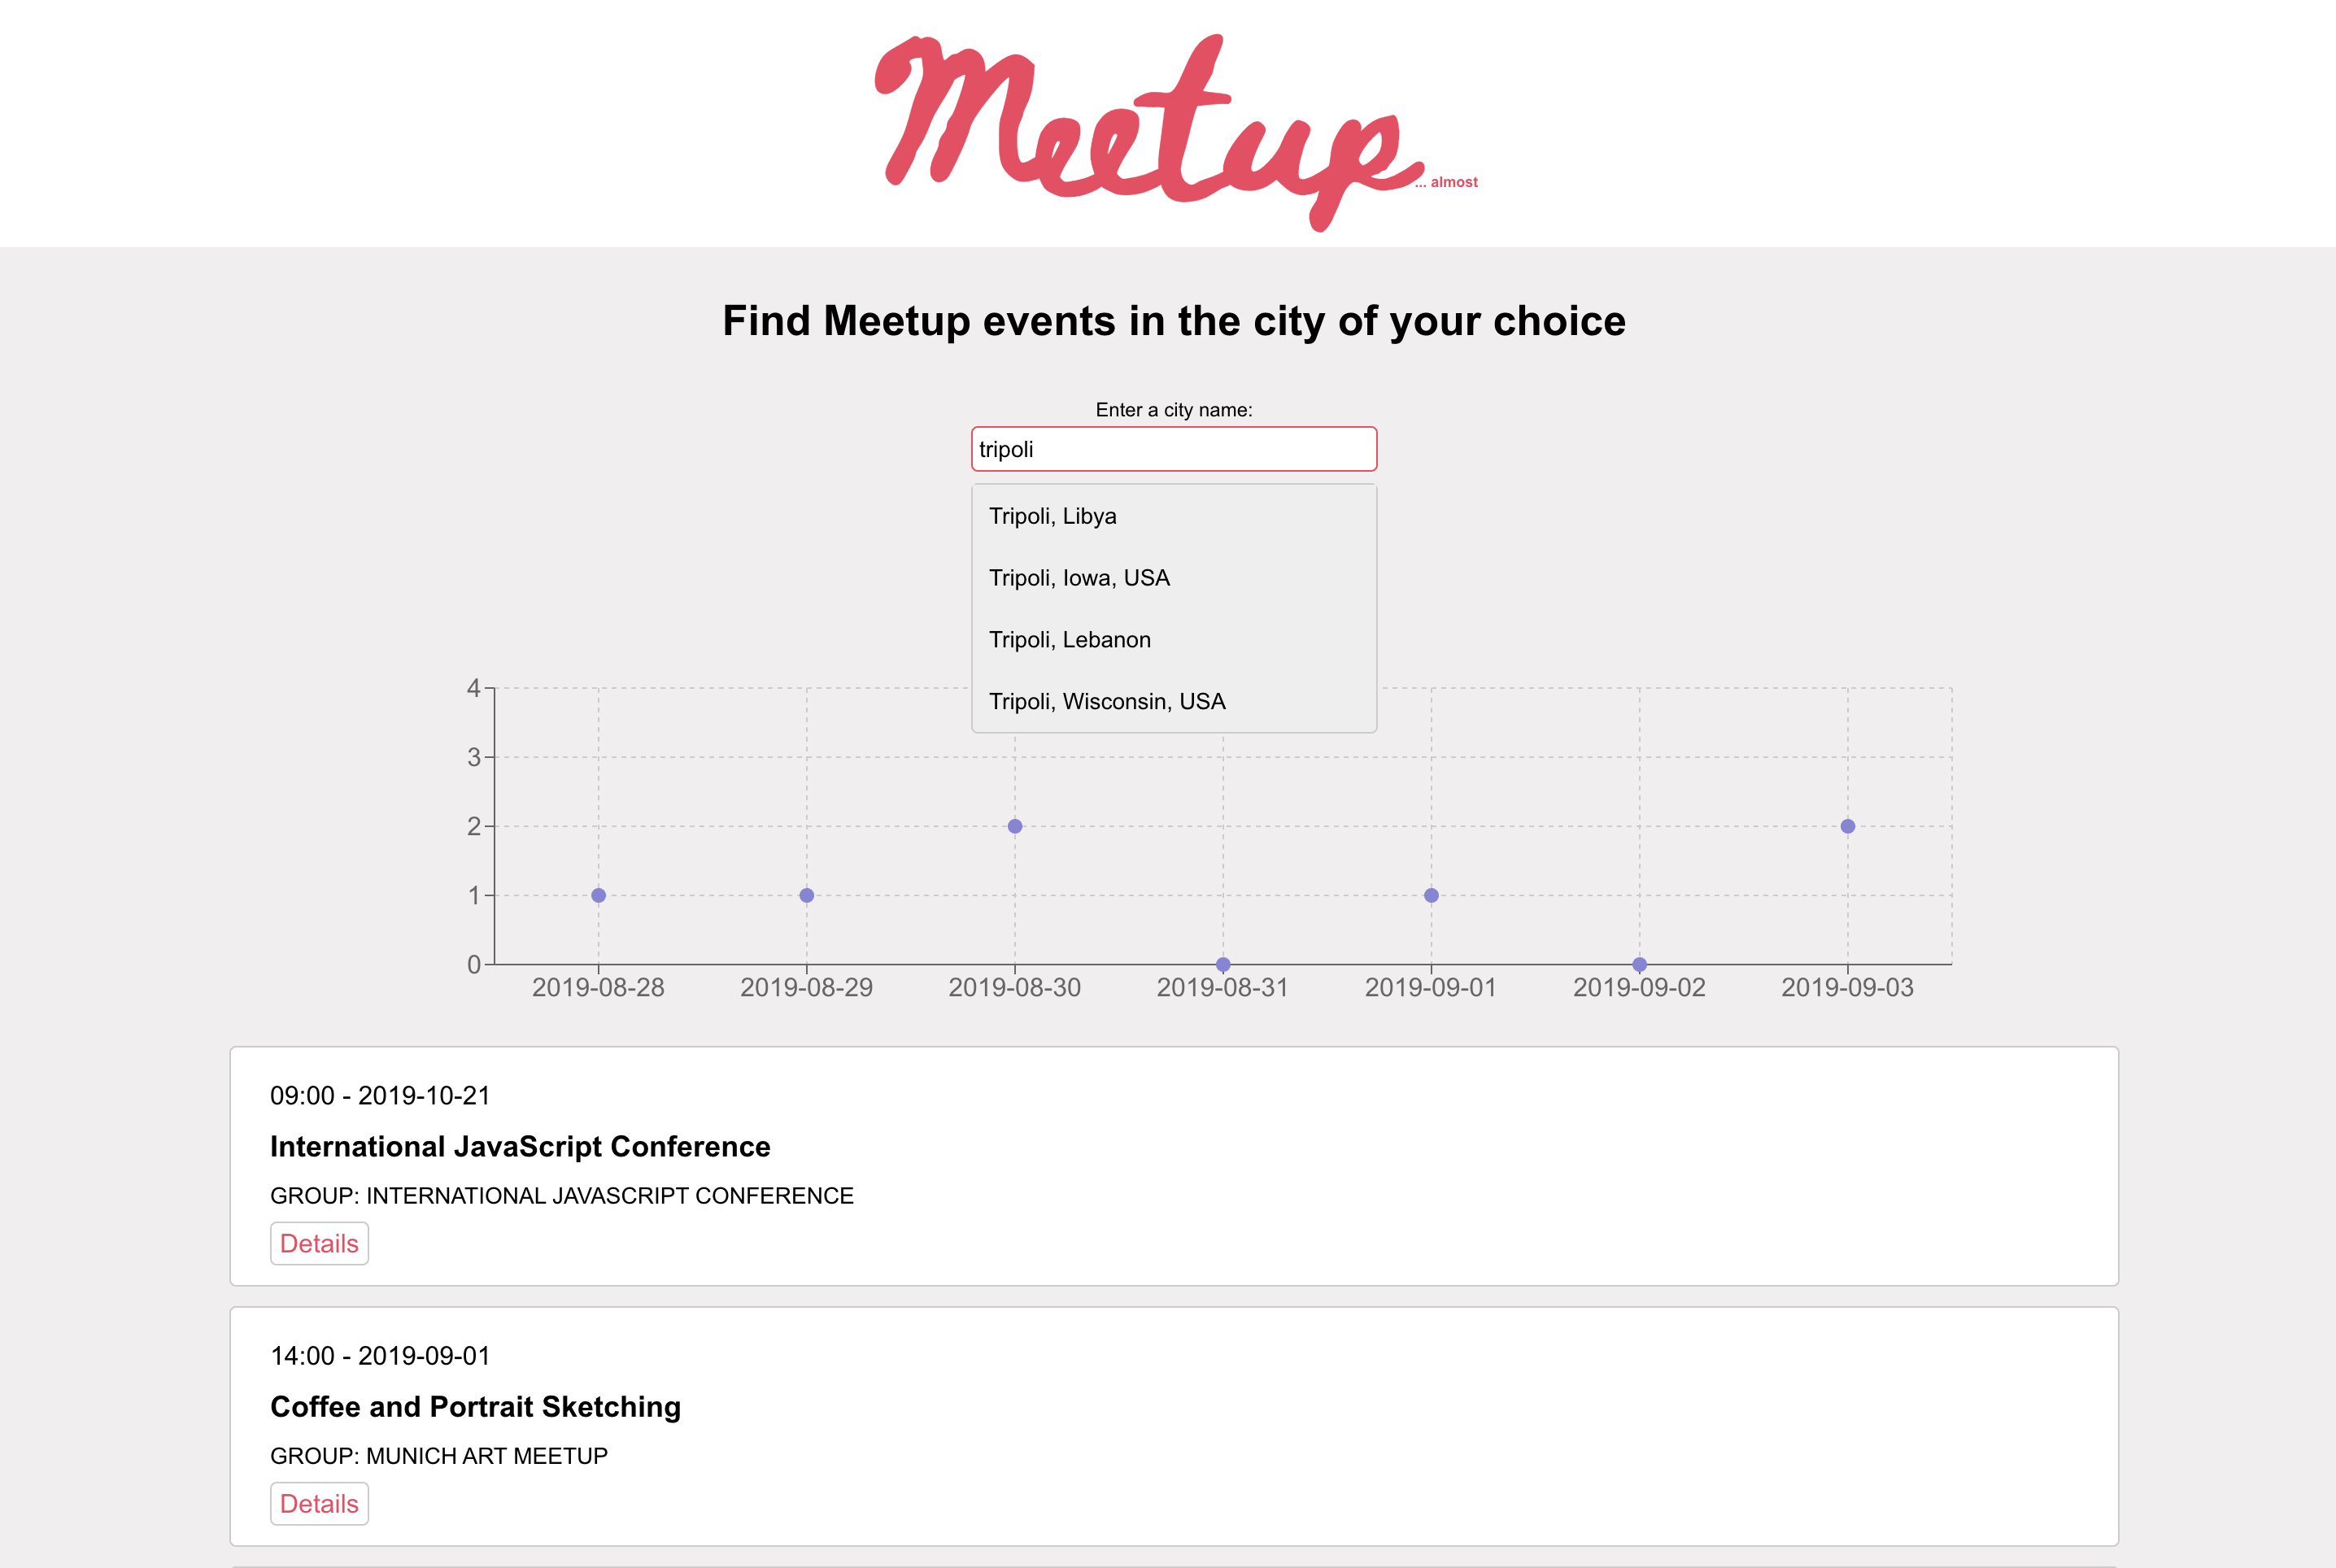 Meetup
... almost
Find Meetup events in the city of your choice
Enter a city name:
tripoli
Tripoli, Libya
Tripoli, Iowa, USA
Tripoli, Lebanon
Tripoli, Wisconsin, USA
4
3
2
1
0
2019-08-28 2019-08-29 2019-08-30 2019-08-31 2019-09-01 2019-09-02 2019-09-03
09:00 - 2019-10-21
International JavaScript Conference
GROUP: INTERNATIONAL JAVASCRIPT CONFERENCE
Details
14:00 - 2019-09-01
Coffee and Portrait Sketching
GROUP: MUNICH ART MEETUP
Details